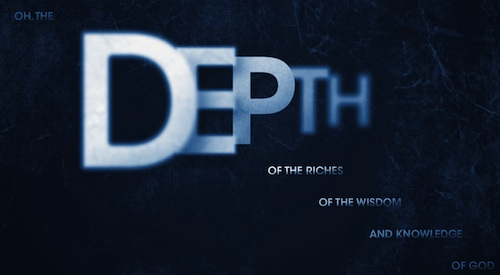 OH, THE
DEPTH
OF THE RICHES
OF THE WISDOM
AND KNOWLEDGE
OF GOD